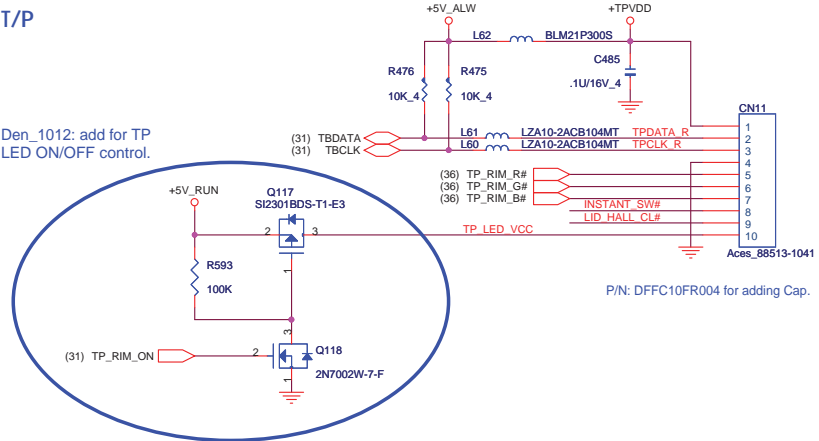 T/P
+5V_ALW
+TPVDD
L62
BLM21P300S
C485
.1U/16V_4
R476
10K_4
R475
10K_4
CN11
Den_1012: add for TP
LED ON/OFF control.
(31) TBDATA
(31) TBCLK
L61
LZA10-2ACB104MT
TPDATA_R
L60
LZA10-2ACB104MT
TPCLK_R
(36) TP_RIM_R#
(36) TP_RIM_G#
(36) TP_RIM_B#
INSTANT_SW#
LID_HALL_CL#
TP_LED_VCC
1
2
3
4
5
6
7
8
9
10
Aces_88513-1041
P/N: DFFC10FR004 for adding Cap.
+5V_RUN
Q117
SI2301BDS-T1-E3
2
3
1
R593
100K
(31) TP_RIM_ON
3
2
1
Q118
2N7002W-7-F